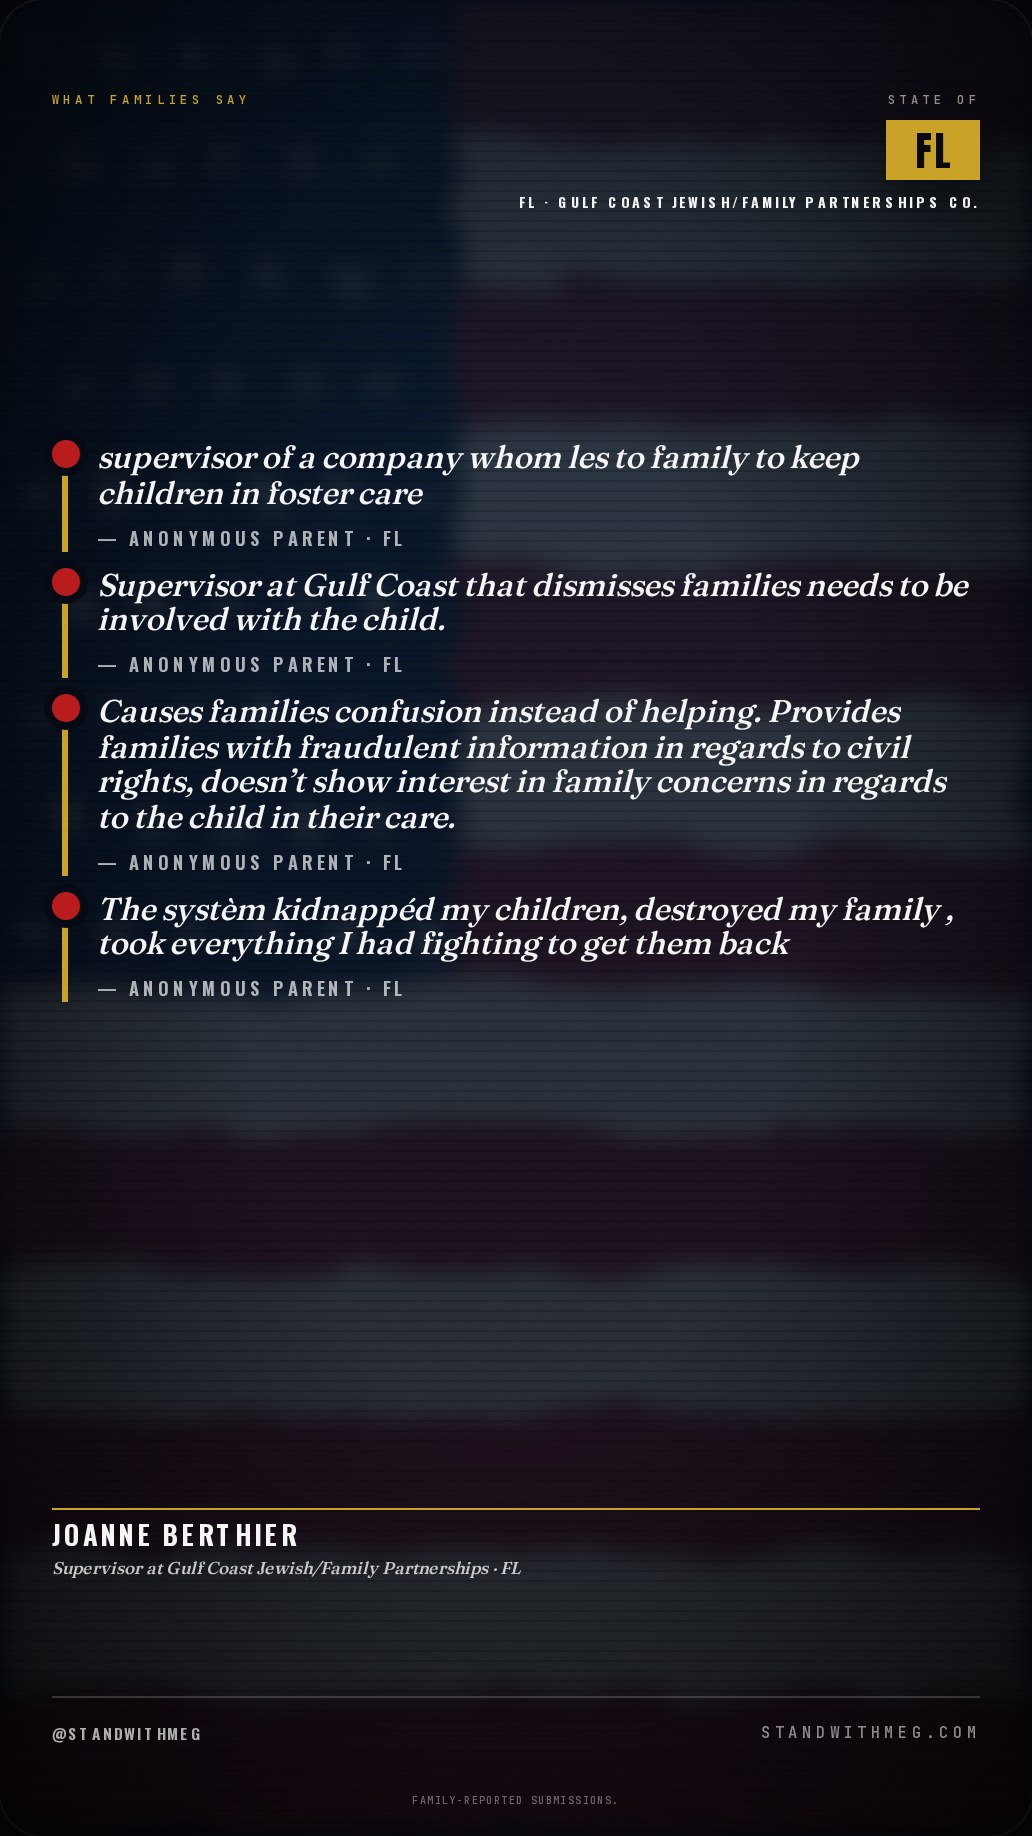 WHAT FAMILIES SAY
STATE OF
FL
FL · GULF COAST JEWISH/FAMILY PARTNERSHIPS CO.
supervisor of a company whom les to family to keep
children in foster care
— ANONYMOUS PARENT · FL
Supervisor at Gulf Coast that dismisses families needs to be
involved with the child.
— ANONYMOUS PARENT · FL
Causes families confusion instead of helping. Provides
families with fraudulent information in regards to civil
rights, doesn’t show interest in family concerns in regards
to the child in their care.
— ANONYMOUS PARENT · FL
The systèm kidnappéd my children, destroyed my family ,
took everything I had fighting to get them back
— ANONYMOUS PARENT · FL
JOANNE BERTHIER
Supervisor at Gulf Coast Jewish/Family Partnerships · FL
@STANDWITHMEG
STANDWITHMEG.COM
FAMILY-REPORTED SUBMISSIONS.